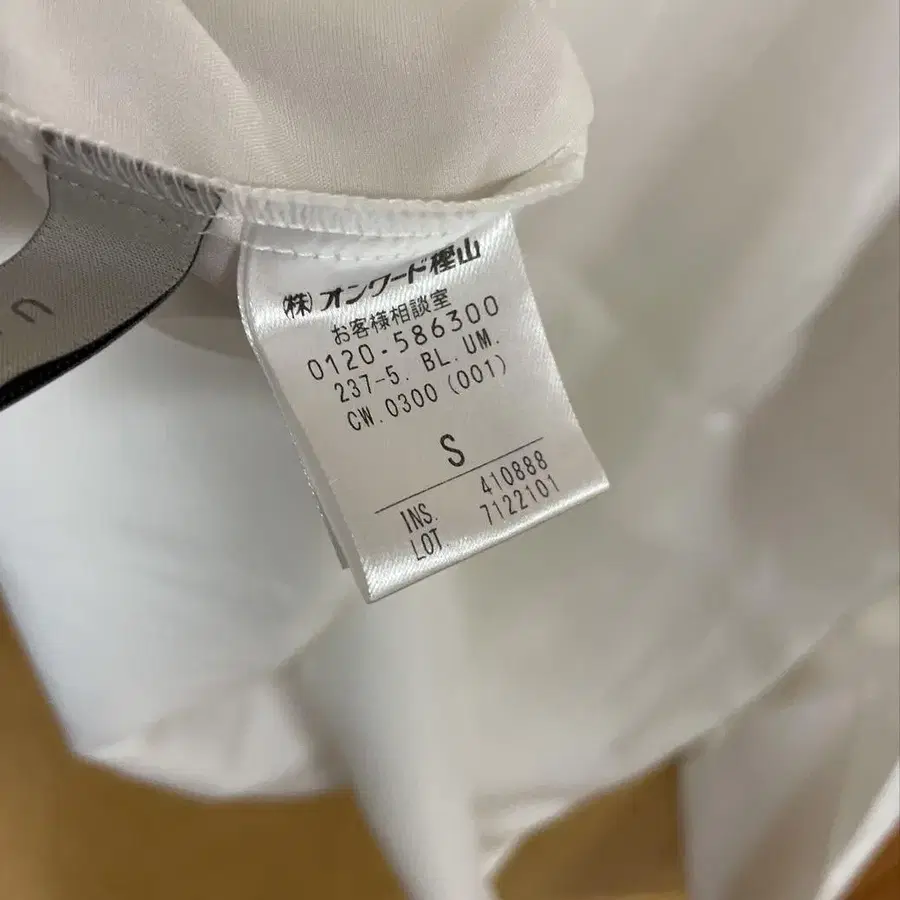 (株)オンワード樫山
お客様相談室
0120-586300
237-5. BL. UM.
CW. 0300 (001)
S
INS. 410888
LOT. 7122101